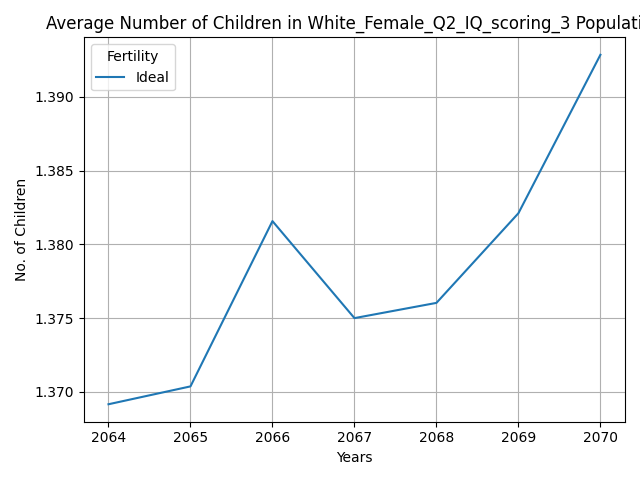 Average Number of Children in White_Female_Q2_IQ_scoring_3 Populati
Fertility
Ideal
1.390
1.385
1.380
1.375
1.370
No. of Children
2064 2065 2066 2067 2068 2069 2070
Years